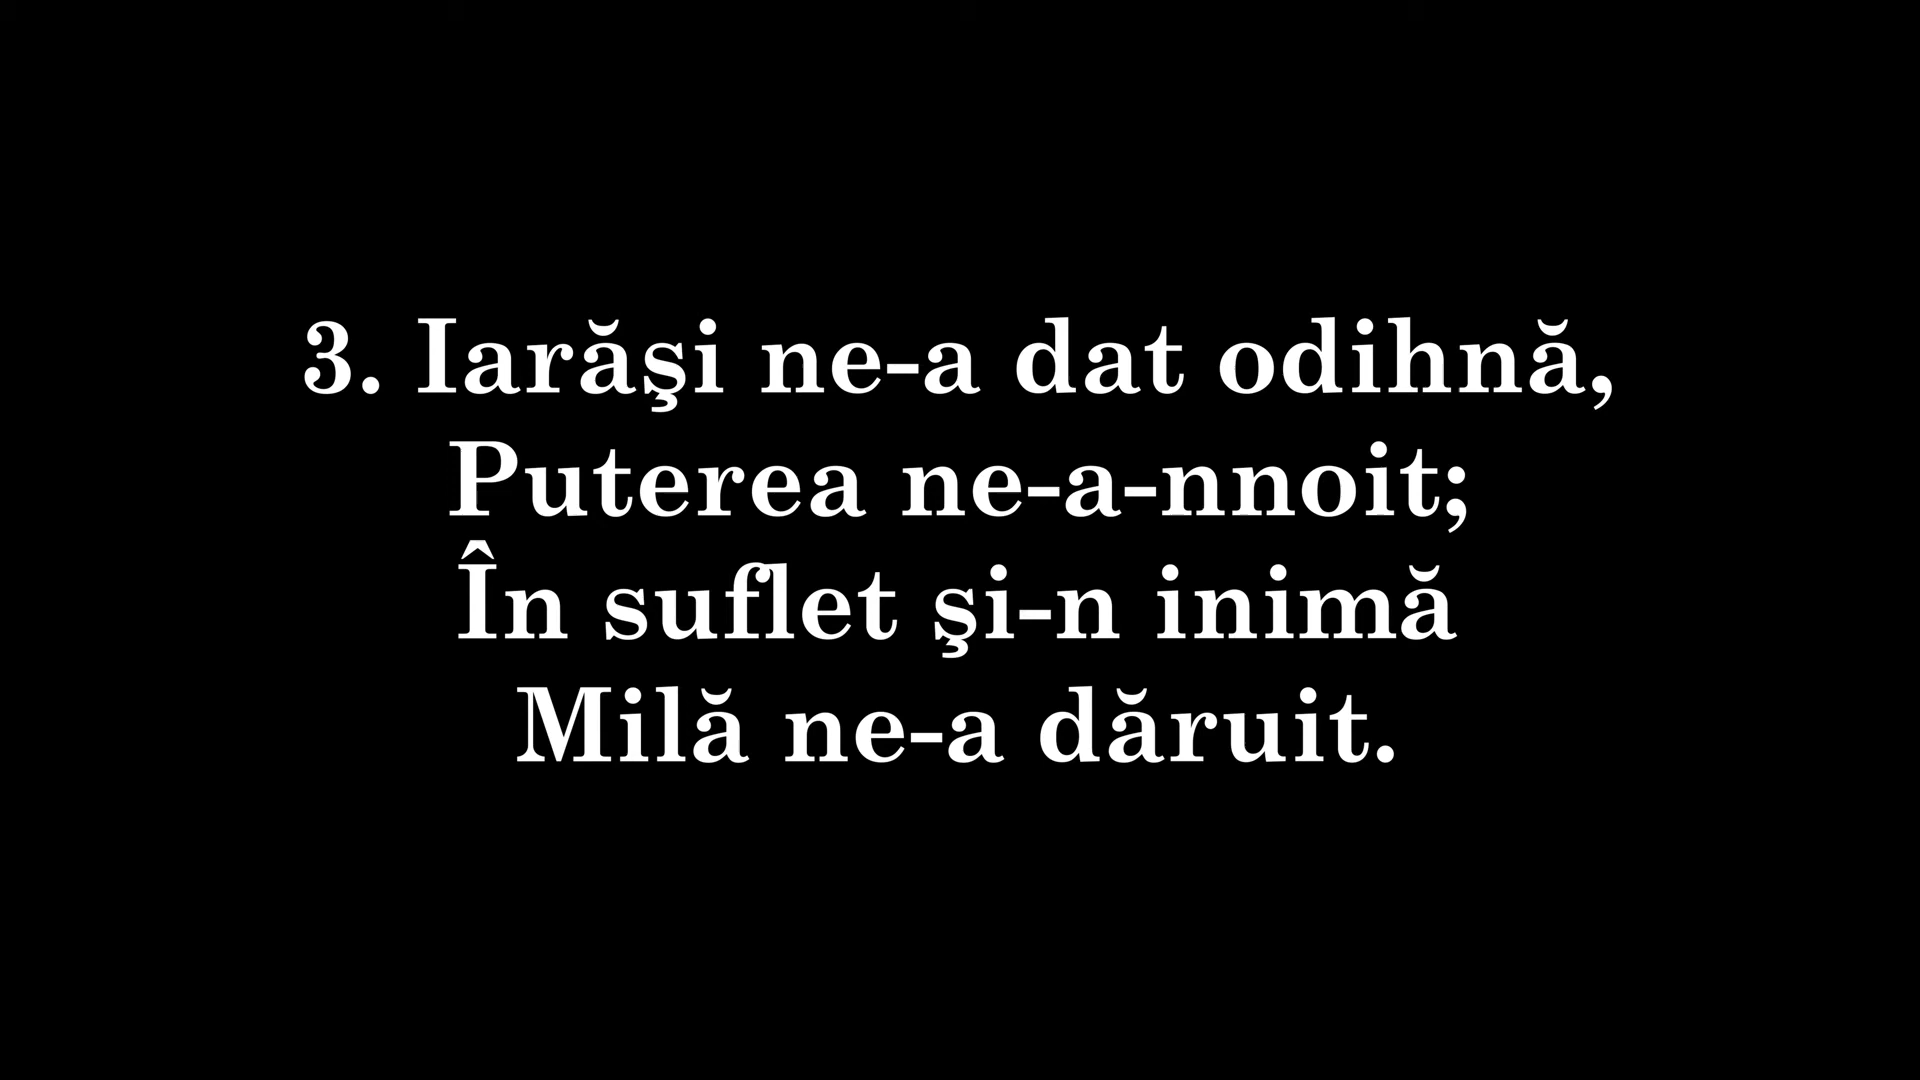 3. Iarăşi ne-a dat odihnă,
Puterea ne-a-nnoit;
În suflet şi-n inimă
Milă ne-a dăruit.